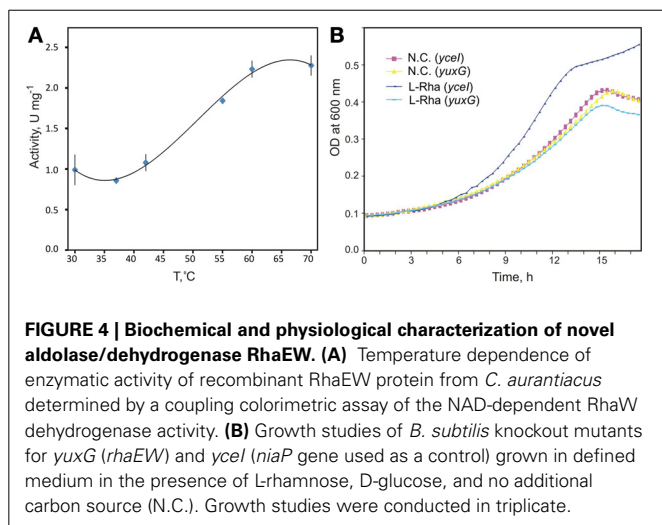 A
B
Activity, U mg⁻¹
2.5
2.0
1.5
1.0
0.5
0.0
30 35 40 45 50 55 60 65 70
T,°C
N.C. (yceI)
N.C. (yuxG)
L-Rha (yceI)
L-Rha (yuxG)
OD at 600 nm
0.5
0.4
0.3
0.2
0.1
0.0
0 3 6 9 12 15
Time, h
FIGURE 4 | Biochemical and physiological characterization of novel
aldolase/dehydrogenase RhaEW. (A) Temperature dependence of
enzymatic activity of recombinant RhaEW protein from C. aurantiacus
determined by a coupling colorimetric assay of the NAD-dependent RhaW
dehydrogenase activity. (B) Growth studies of B. subtilis knockout mutants
for yuxG (rhaEW) and yceI (niaP gene used as a control) grown in defined
medium in the presence of L-rhamnose, D-glucose, and no additional
carbon source (N.C.). Growth studies were conducted in triplicate.